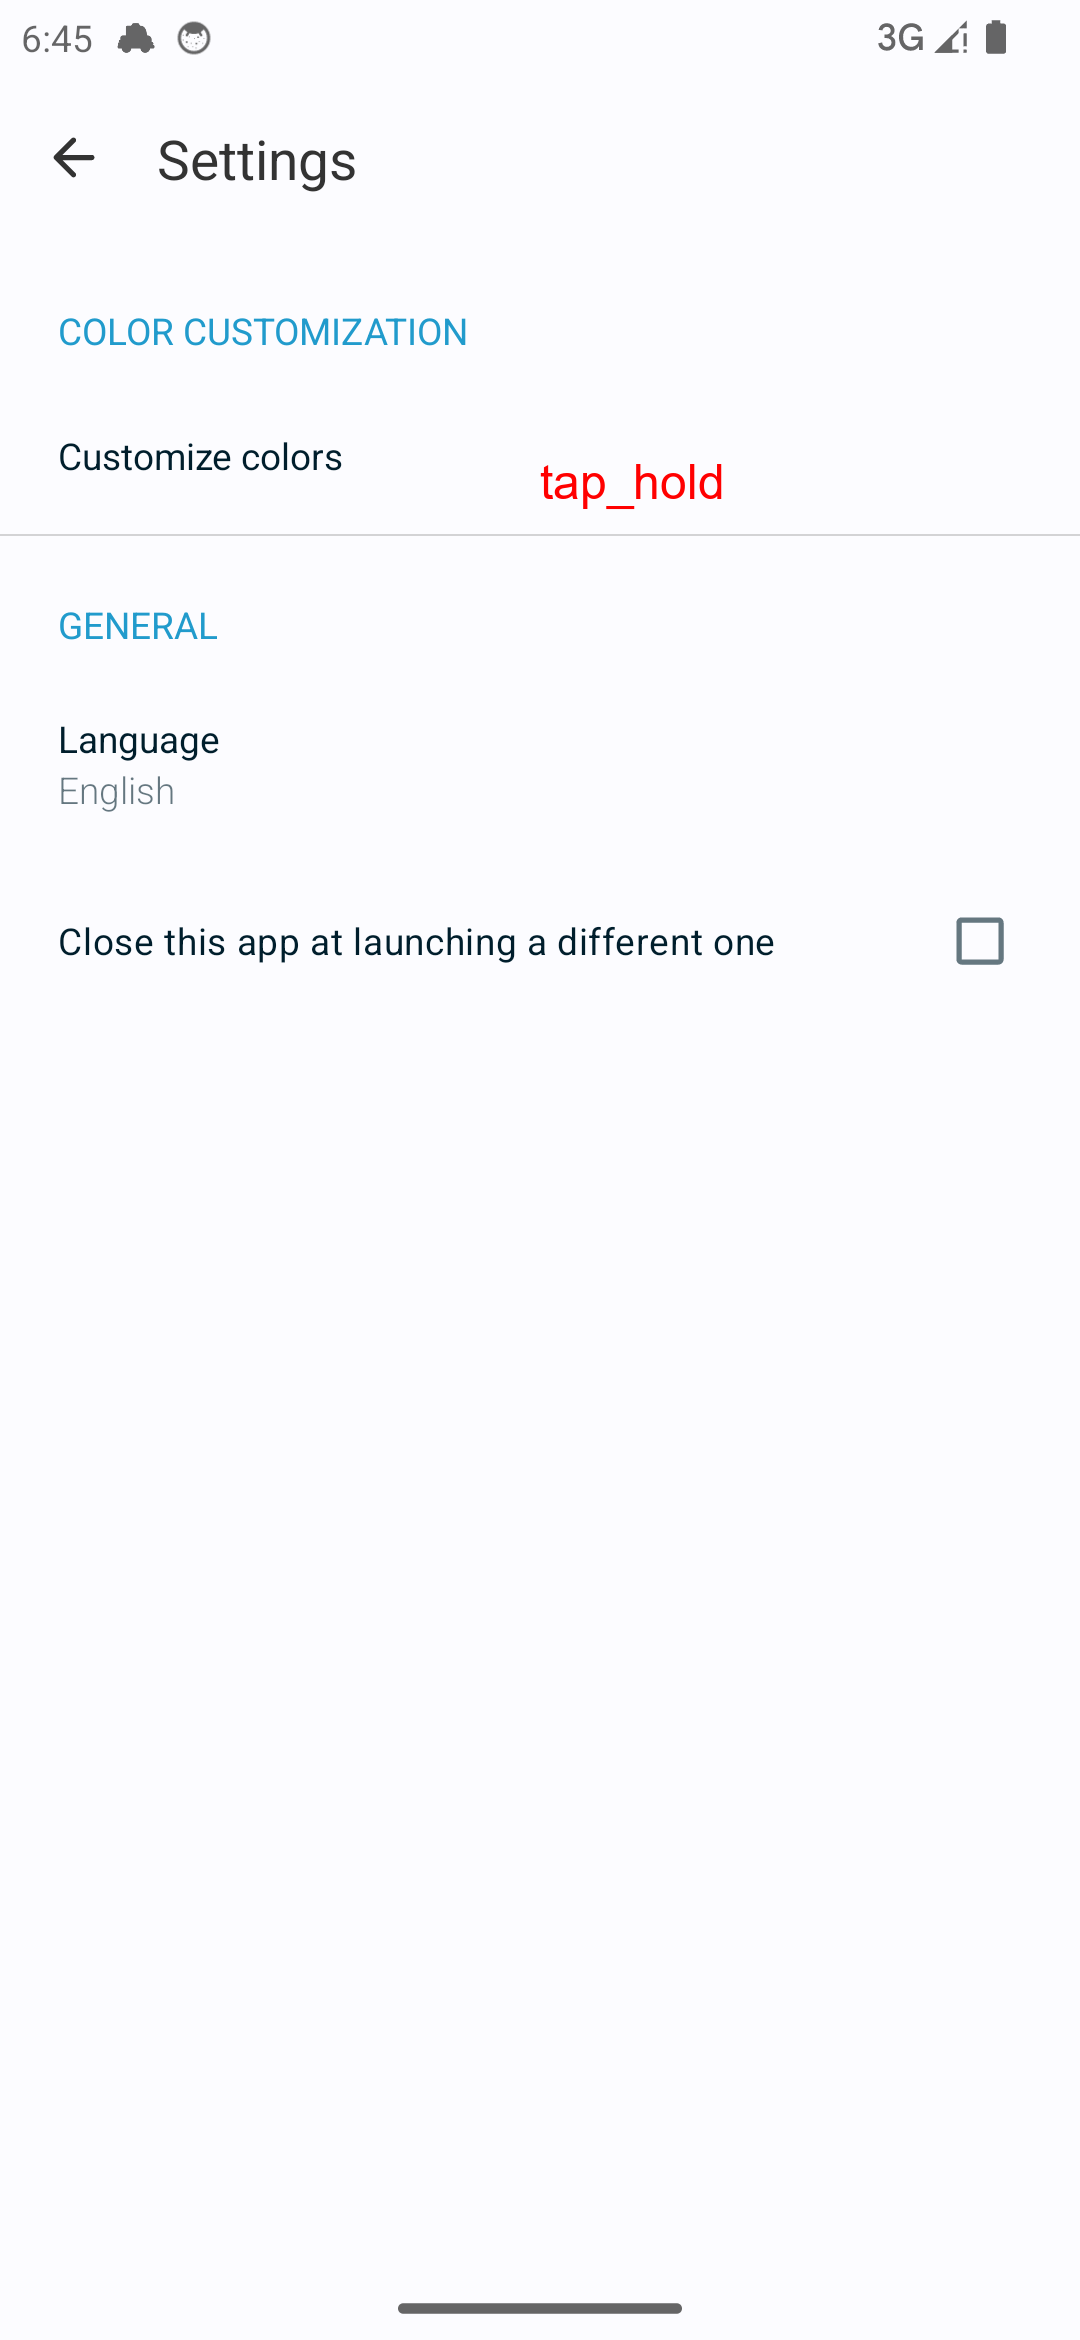 6:45
3G
Settings
COLOR CUSTOMIZATION
Customize colors
tap_hold
GENERAL
Language
English
Close this app at launching a different one